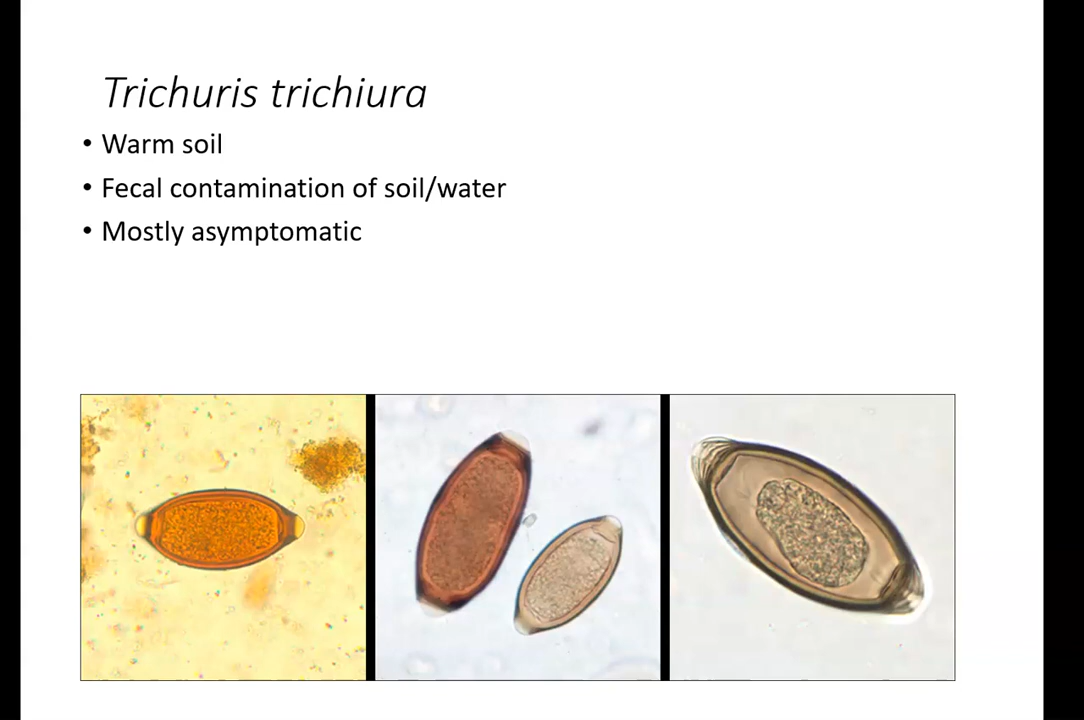 Trichuris trichiura
• Warm soil
• Fecal contamination of soil/water
• Mostly asymptomatic